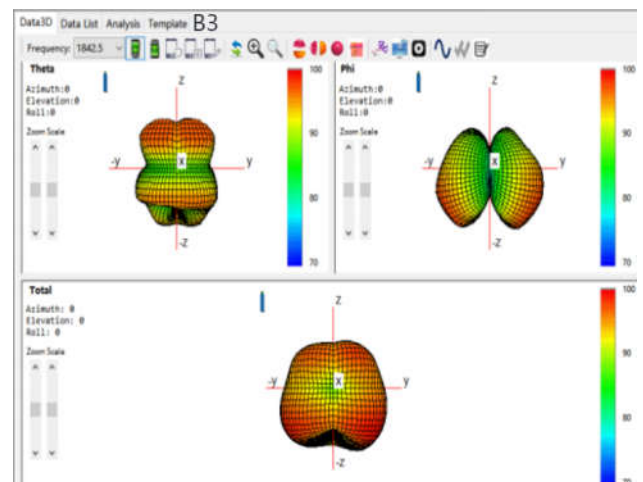 Data3D Data List Analysis Template B3
Frequency: 1842.5
Theta
Azimuth:0
Elevation:0
Roll:0
Zoom Scale
z
-y x y
-z
100
90
80
70
Phi
Azimuth:0
Elevation:0
Roll:0
Zoom Scale
z
-y x y
-z
100
90
80
70
Total
Azimuth: 0
Elevation: 0
Roll: 0
Zoom Scale
z
-y x y
-z
100
90
80
70